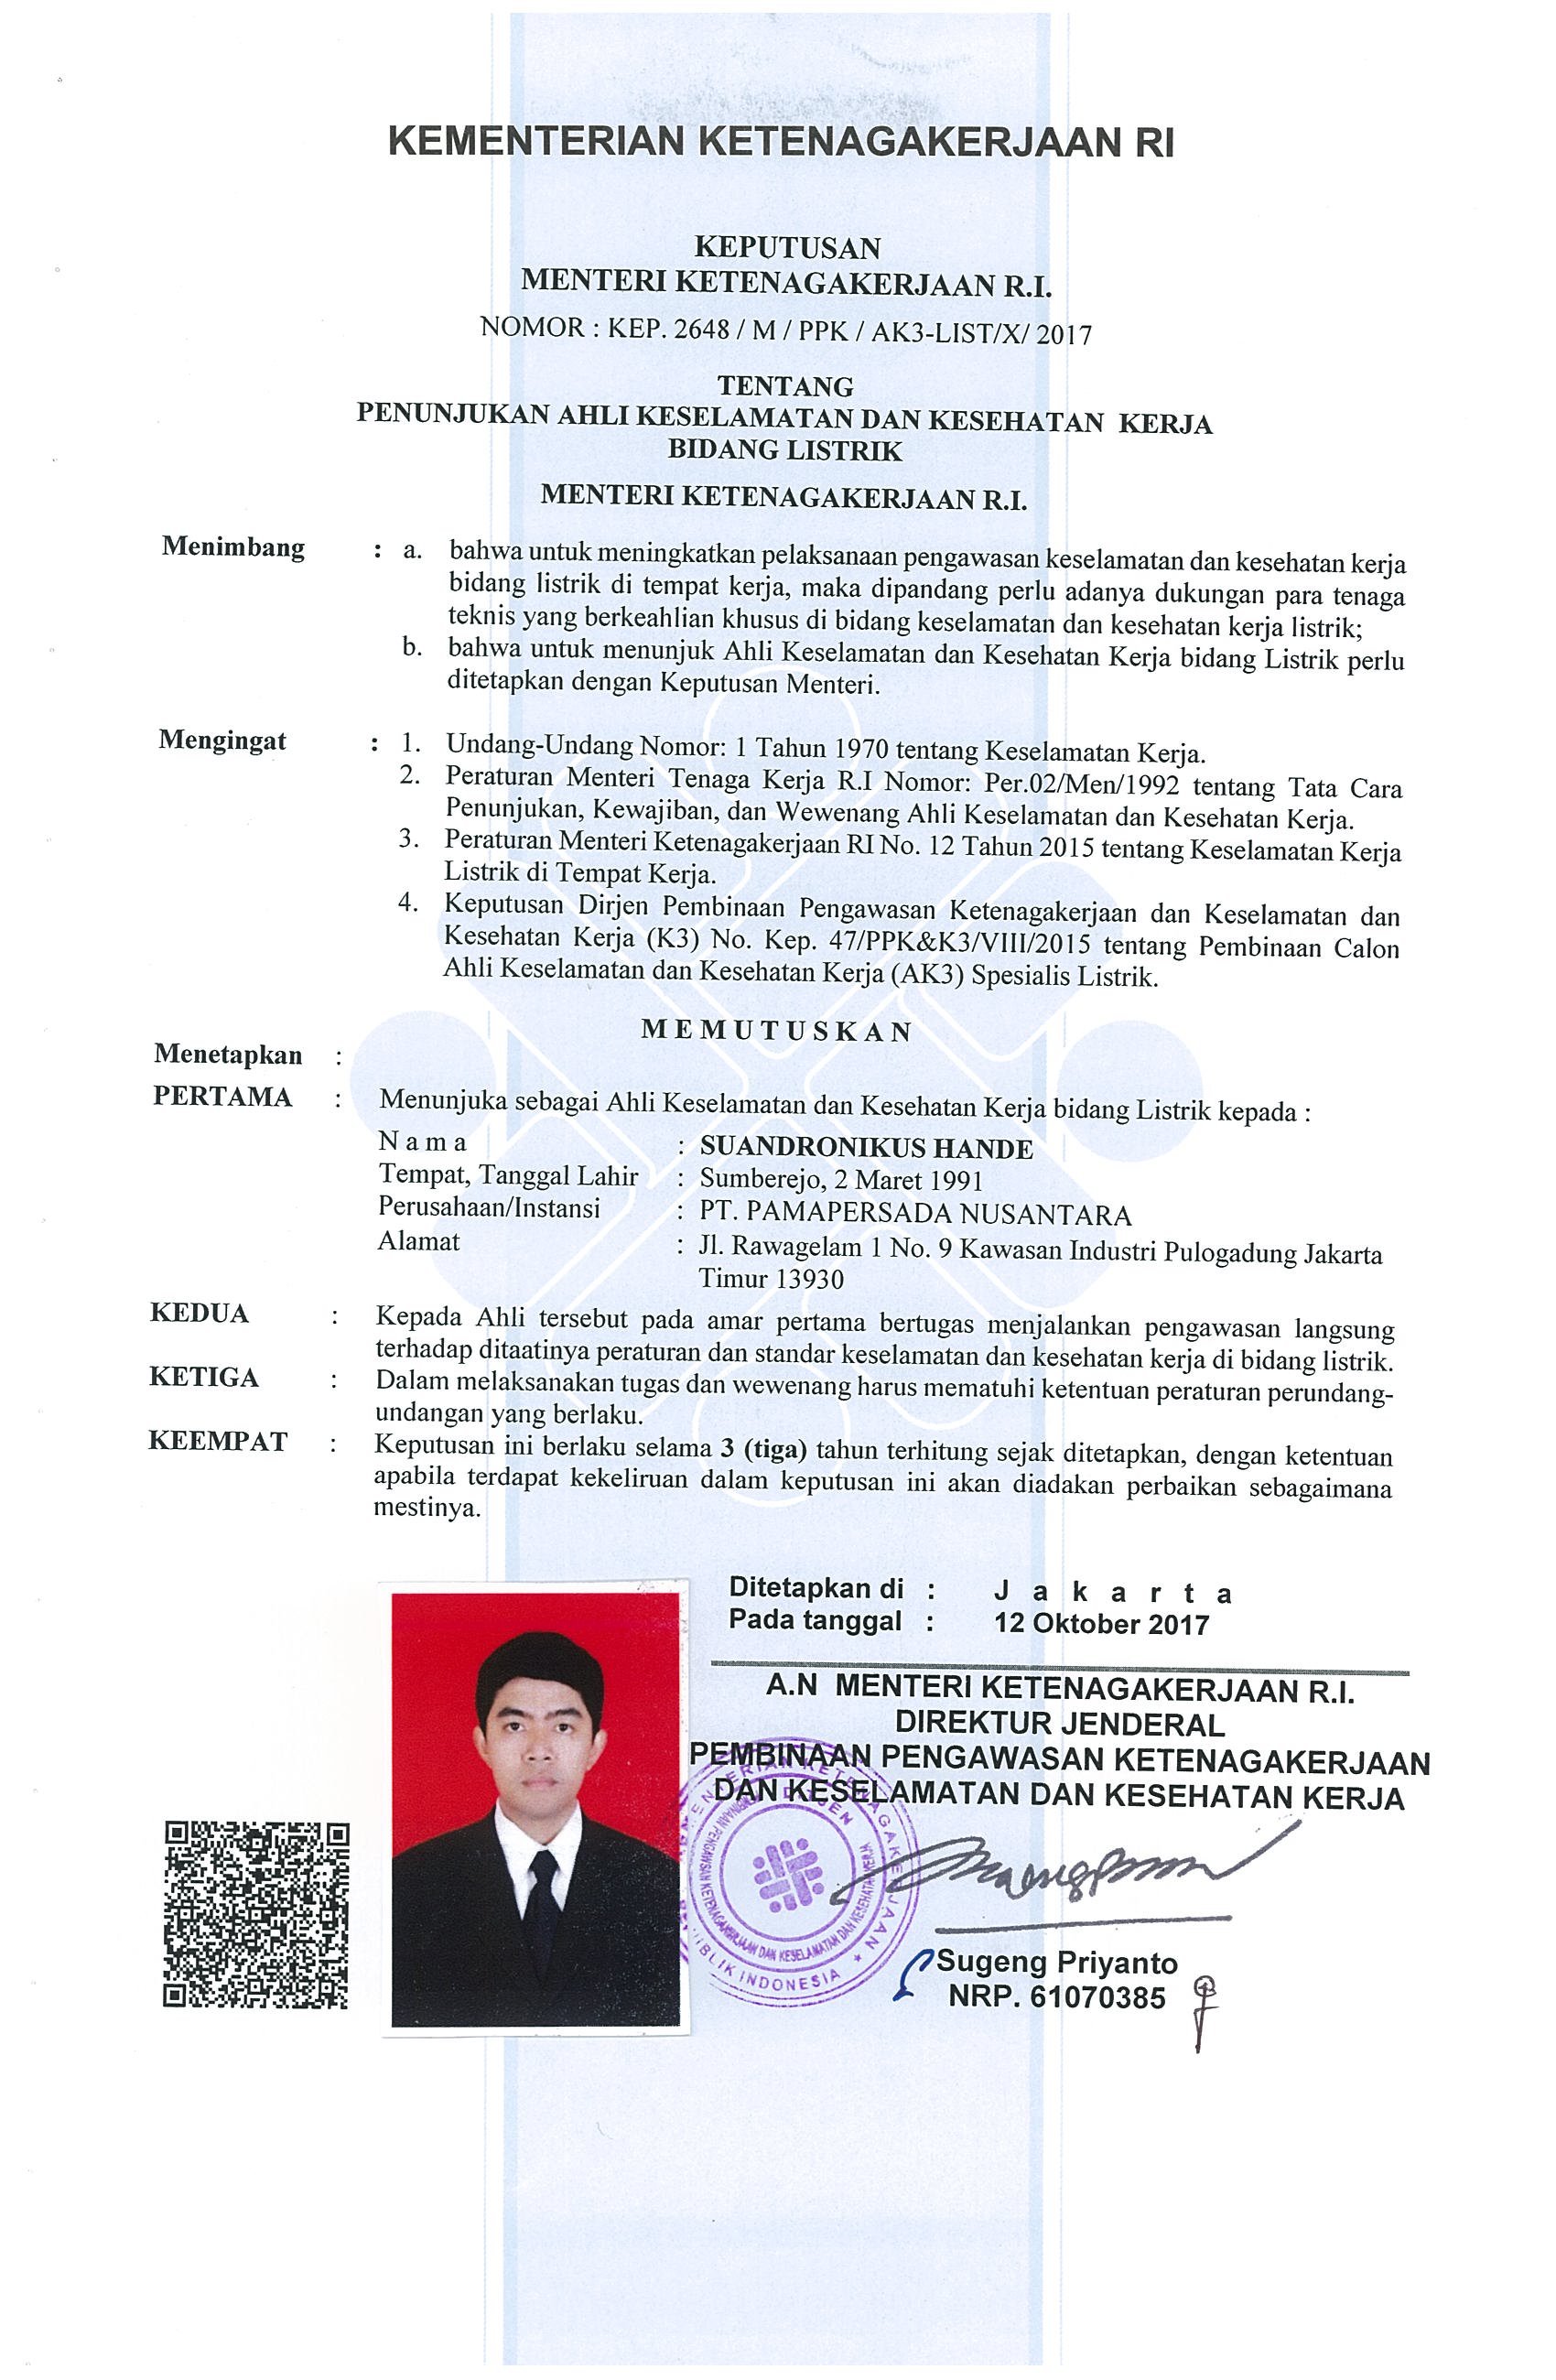 KEMENTERIAN KETENAGAKERJAAN RI
KEPUTUSAN
MENTERI KETENAGAKERJAAN R.I.
NOMOR : KEP. 2648 / M / PPK / AK3-LIST/X/ 2017
TENTANG
PENUNJUKAN AHLI KESELAMATAN DAN KESEHATAN KERJA
BIDANG LISTRIK
MENTERI KETENAGAKERJAAN R.I.
Menimbang : a. bahwa untuk meningkatkan pelaksanaan pengawasan keselamatan dan kesehatan kerja
bidang listrik di tempat kerja, maka dipandang perlu adanya dukungan para tenaga
teknis yang berkeahlian khusus di bidang keselamatan dan kesehatan kerja listrik;
b. bahwa untuk menunjuk Ahli Keselamatan dan Kesehatan Kerja bidang Listrik perlu
ditetapkan dengan Keputusan Menteri.
Mengingat : 1. Undang-Undang Nomor: 1 Tahun 1970 tentang Keselamatan Kerja.
2. Peraturan Menteri Tenaga Kerja R.I Nomor: Per.02/Men/1992 tentang Tata Cara
Penunjukan, Kewajiban, dan Wewenang Ahli Keselamatan dan Kesehatan Kerja.
3. Peraturan Menteri Ketenagakerjaan RI No. 12 Tahun 2015 tentang Keselamatan Kerja
Listrik di Tempat Kerja.
4. Keputusan Dirjen Pembinaan Pengawasan Ketenagakerjaan dan Keselamatan dan
Kesehatan Kerja (K3) No. Kep. 47/PPK&K3/VIII/2015 tentang Pembinaan Calon
Ahli Keselamatan dan Kesehatan Kerja (AK3) Spesialis Listrik.
M E M U T U S K A N
Menetapkan :
PERTAMA : Menunjuka sebagai Ahli Keselamatan dan Kesehatan Kerja bidang Listrik kepada :
N a m a : SUANDRONIKUS HANDE
Tempat, Tanggal Lahir : Sumberejo, 2 Maret 1991
Perusahaan/Instansi : PT. PAMAPERSADA NUSANTARA
Alamat : Jl. Rawagelam 1 No. 9 Kawasan Industri Pulogadung Jakarta
Timur 13930
KEDUA : Kepada Ahli tersebut pada amar pertama bertugas menjalankan pengawasan langsung
terhadap ditaatinya peraturan dan standar keselamatan dan kesehatan kerja di bidang listrik.
KETIGA : Dalam melaksanakan tugas dan wewenang harus mematuhi ketentuan peraturan perundang-
undangan yang berlaku.
KEEMPAT : Keputusan ini berlaku selama 3 (tiga) tahun terhitung sejak ditetapkan, dengan ketentuan
apabila terdapat kekeliruan dalam keputusan ini akan diadakan perbaikan sebagaimana
mestinya.
Ditetapkan di : J a k a r t a
Pada tanggal : 12 Oktober 2017
A.N MENTERI KETENAGAKERJAAN R.I.
DIREKTUR JENDERAL
PEMBINAAN PENGAWASAN KETENAGAKERJAAN
DAN KESELAMATAN DAN KESEHATAN KERJA
KETENAGAKERJAAN
DITJEN
PENGAWASAN KETENAGAKERJAAN DAN KESELAMATAN DAN KESEHATAN KERJA
INDONESIA
Sugeng Priyanto
NRP. 61070385